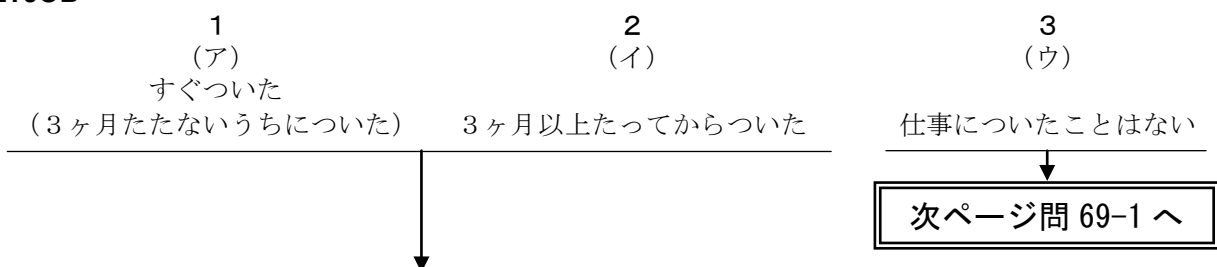 1 2 3
（ア） （イ） （ウ）
すぐついた
（３ヶ月たたないうちについた） ３ヶ月以上たってからついた 仕事についたことはない
次ページ問 69-1 へ